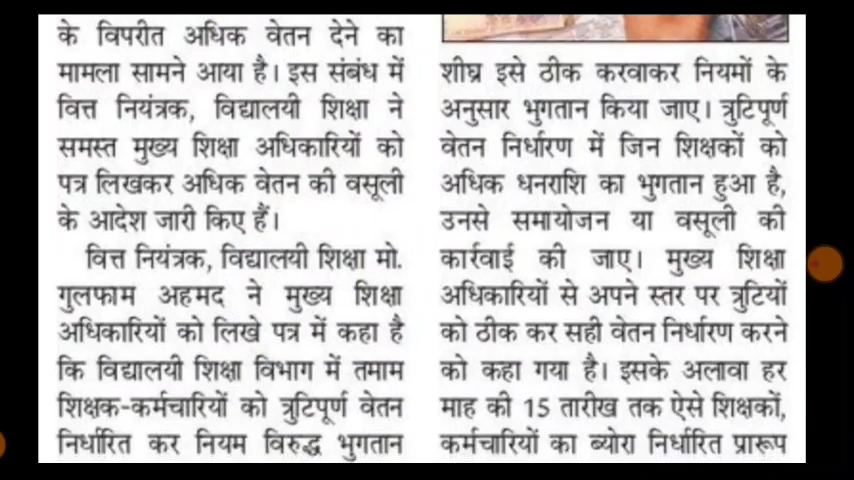 के विपरीत अधिक वेतन देने का
मामला सामने आया है। इस संबंध में
वित्त नियंत्रक, विद्यालयी शिक्षा ने
समस्त मुख्य शिक्षा अधिकारियों को
पत्र लिखकर अधिक वेतन की वसूली
के आदेश जारी किए हैं।
वित्त नियंत्रक, विद्यालयी शिक्षा मो.
गुलफाम अहमद ने मुख्य शिक्षा
अधिकारियों को लिखे पत्र में कहा है
कि विद्यालयी शिक्षा विभाग में तमाम
शिक्षक-कर्मचारियों को त्रुटिपूर्ण वेतन
निर्धारित कर नियम विरुद्ध भुगतान
शीघ्र इसे ठीक करवाकर नियमों के
अनुसार भुगतान किया जाए। त्रुटिपूर्ण
वेतन निर्धारण में जिन शिक्षकों को
अधिक धनराशि का भुगतान हुआ है,
उनसे समायोजन या वसूली की
कार्रवाई की जाए। मुख्य शिक्षा
अधिकारियों से अपने स्तर पर त्रुटियों
को ठीक कर सही वेतन निर्धारण करने
को कहा गया है। इसके अलावा हर
माह की 15 तारीख तक ऐसे शिक्षकों,
कर्मचारियों का ब्योरा निर्धारित प्रारूप